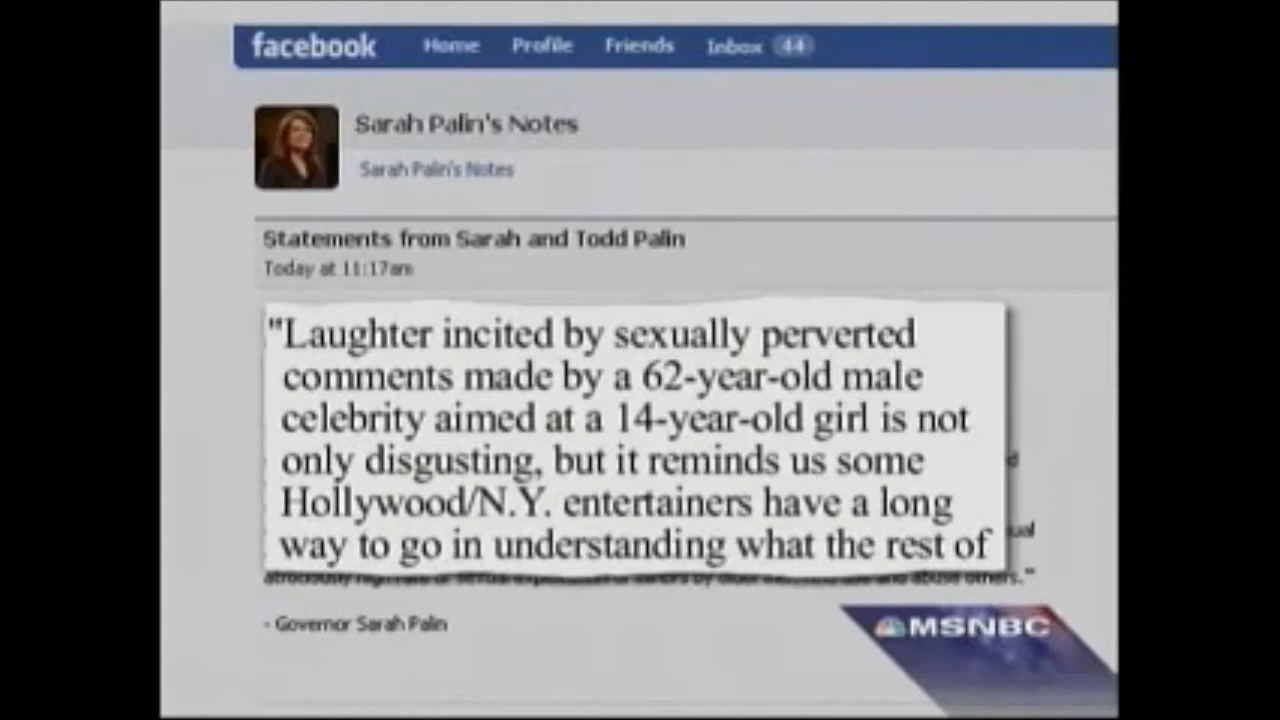 facebook Home Profile Friends Inbox 44
Sarah Palin's Notes
Sarah Palin's Notes
Statements from Sarah and Todd Palin
Today at 11:17am
"Laughter incited by sexually perverted
comments made by a 62-year-old male
celebrity aimed at a 14-year-old girl is not
only disgusting, but it reminds us some
Hollywood/N.Y. entertainers have a long
way to go in understanding what the rest of
abuse others."
- Governor Sarah Palin
MSNBC